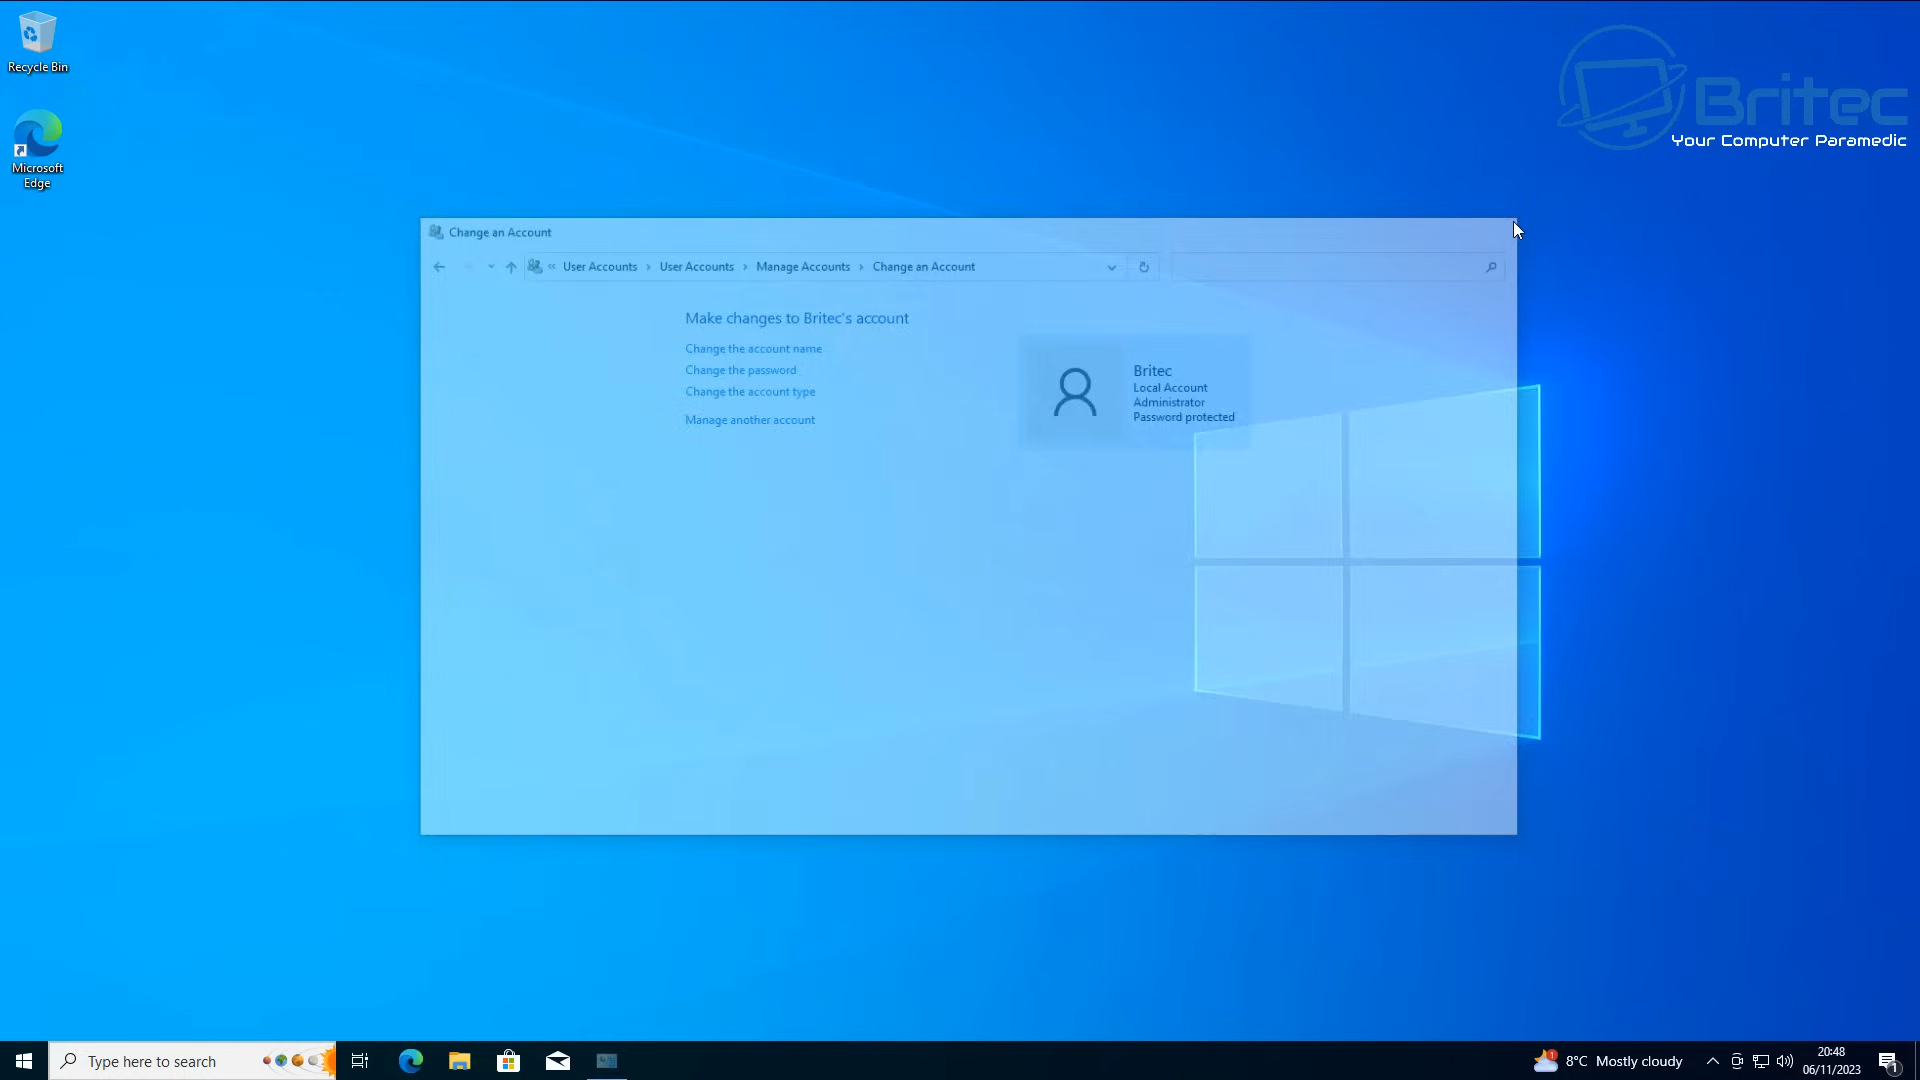 Recycle Bin
Microsoft
Edge
Britec
Your Computer Paramedic
Change an Account
« User Accounts › User Accounts › Manage Accounts › Change an Account
Make changes to Britec's account
Change the account name
Change the password
Change the account type
Manage another account
Britec
Local Account
Administrator
Password protected
Type here to search
1
8°C Mostly cloudy
20:48
06/11/2023
1